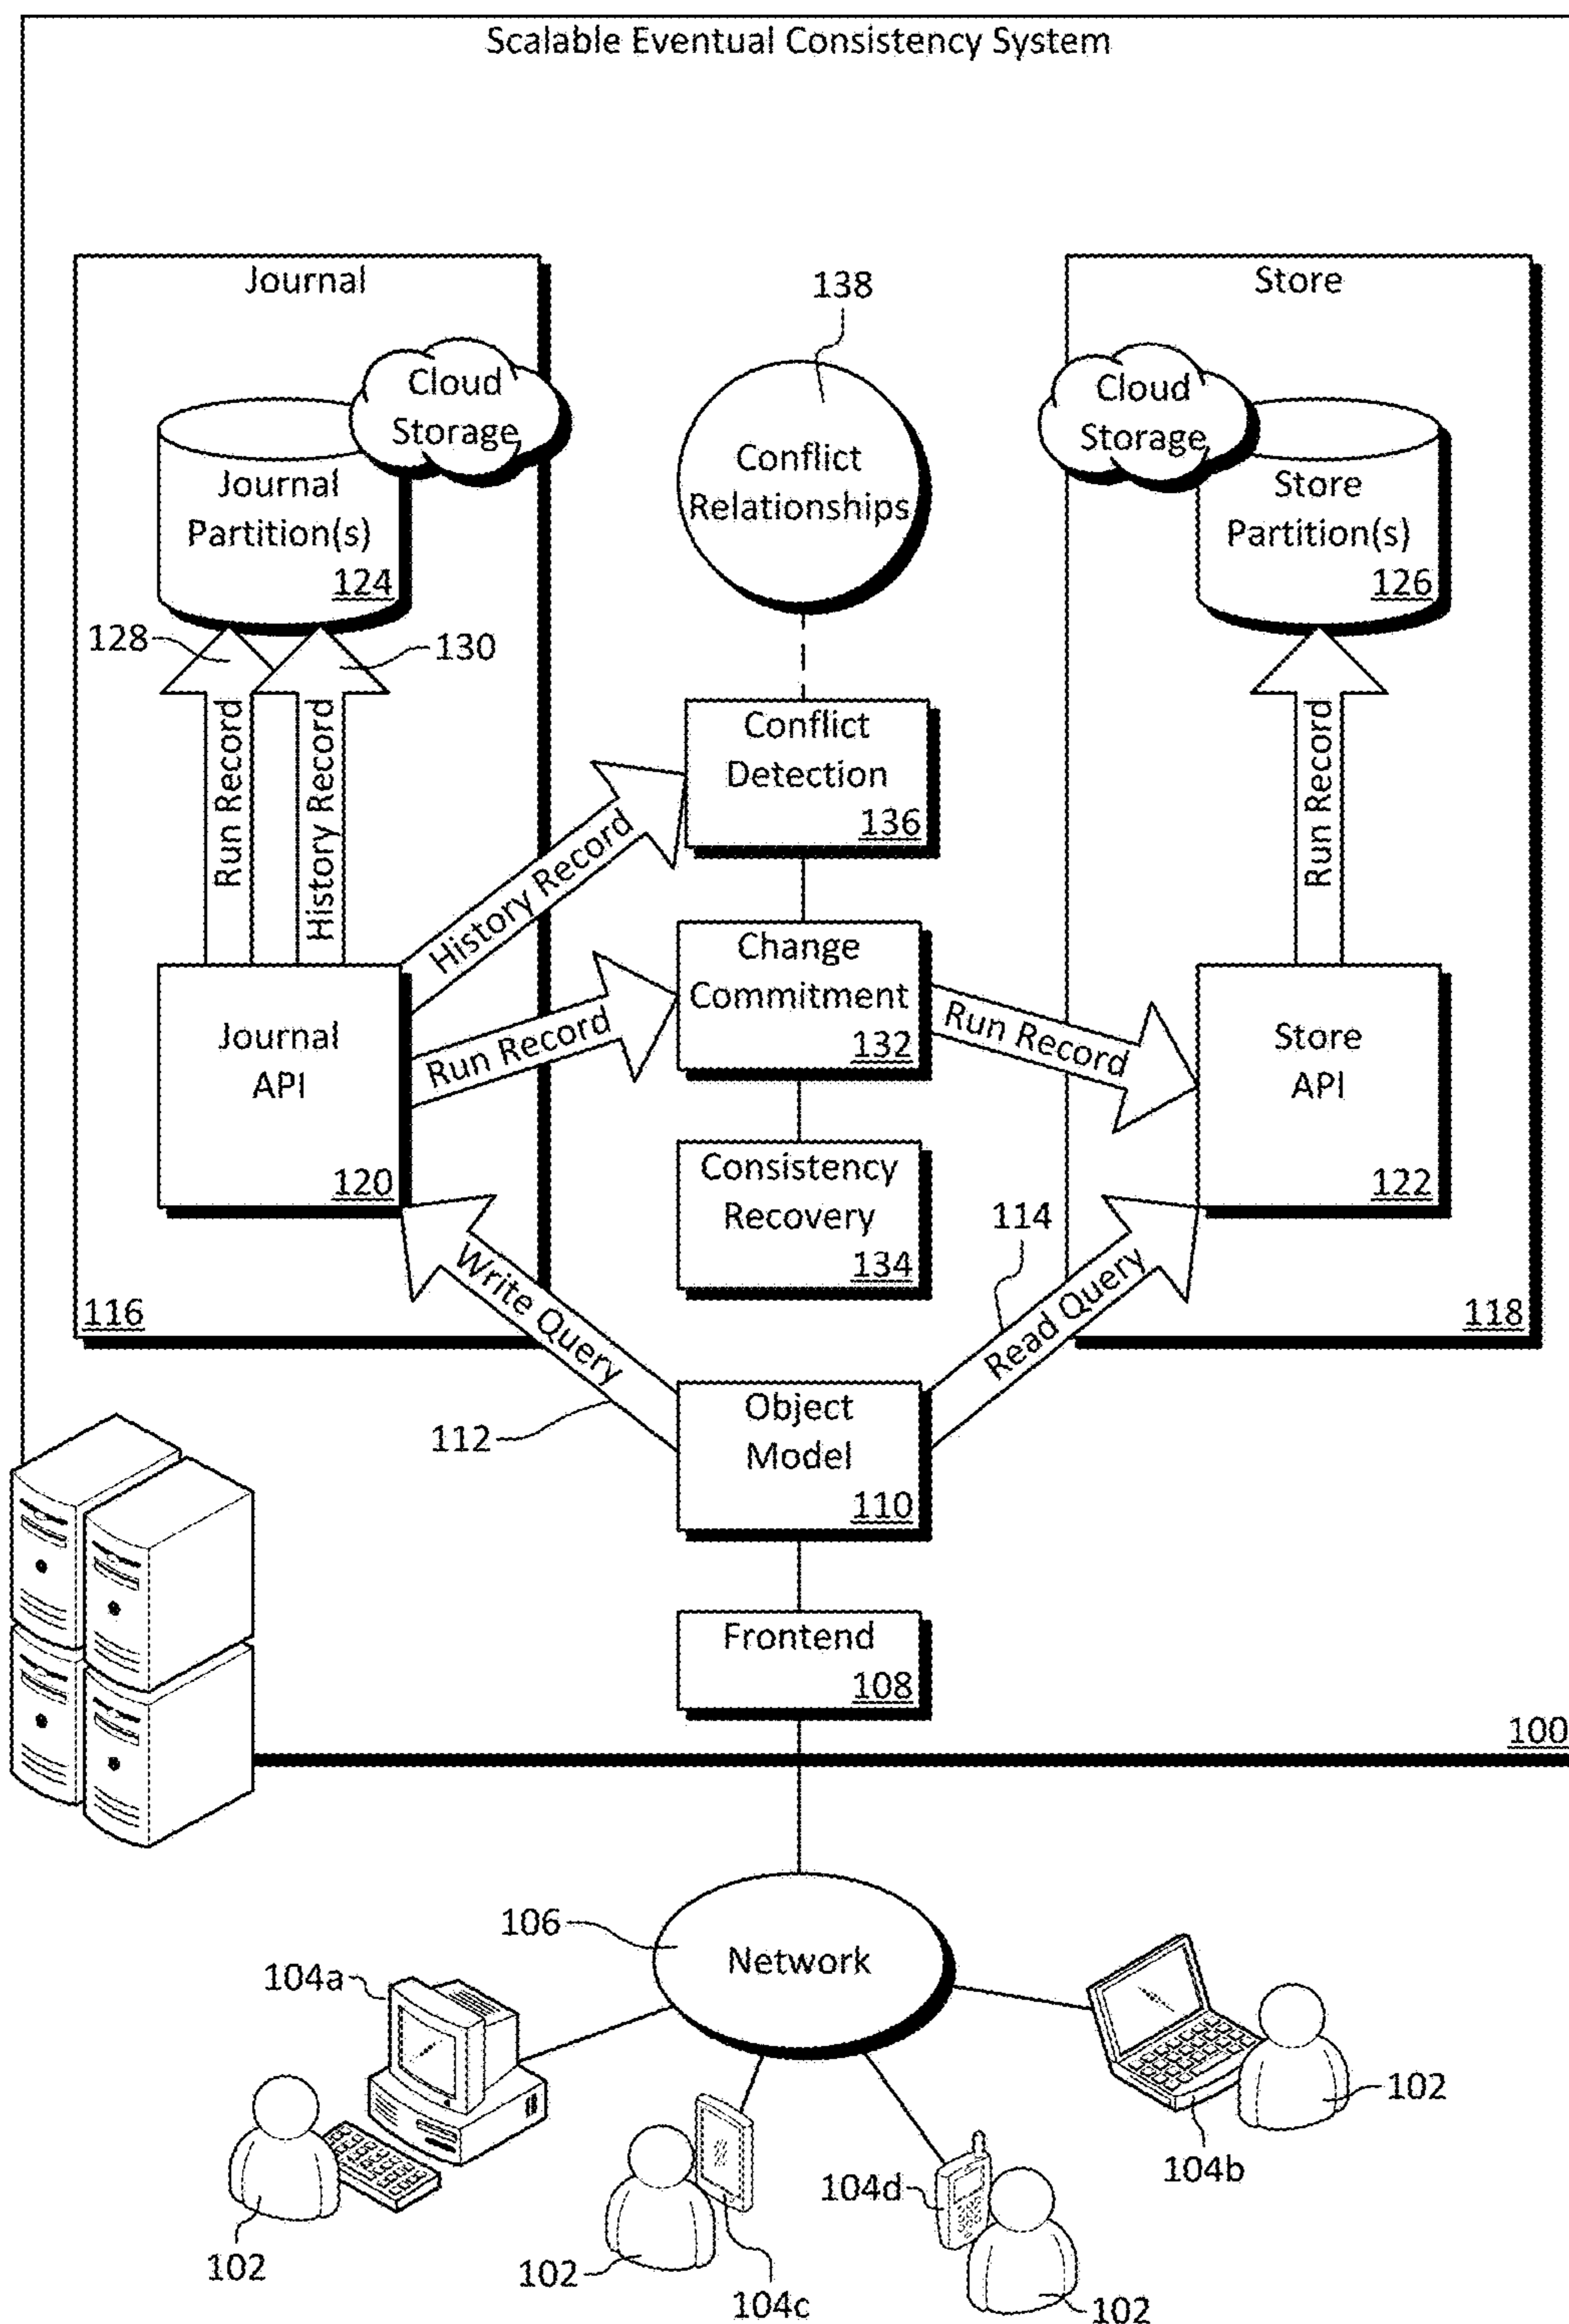 Scalable Eventual Consistency System
Journal
Cloud
Storage
Journal
Partition(s)
124
128
130
Run Record
History Record
Journal
API
120
116
138
Conflict
Relationships
Conflict
Detection
136
History Record
Change
Commitment
132
Run Record
Run Record
Consistency
Recovery
134
Store
Cloud
Storage
Store
Partition(s)
126
Run Record
Store
API
122
118
114
Write Query
Read Query
112
Object
Model
110
Frontend
108
100
106
Network
104a
102
102
104c
104d
102
104b
102